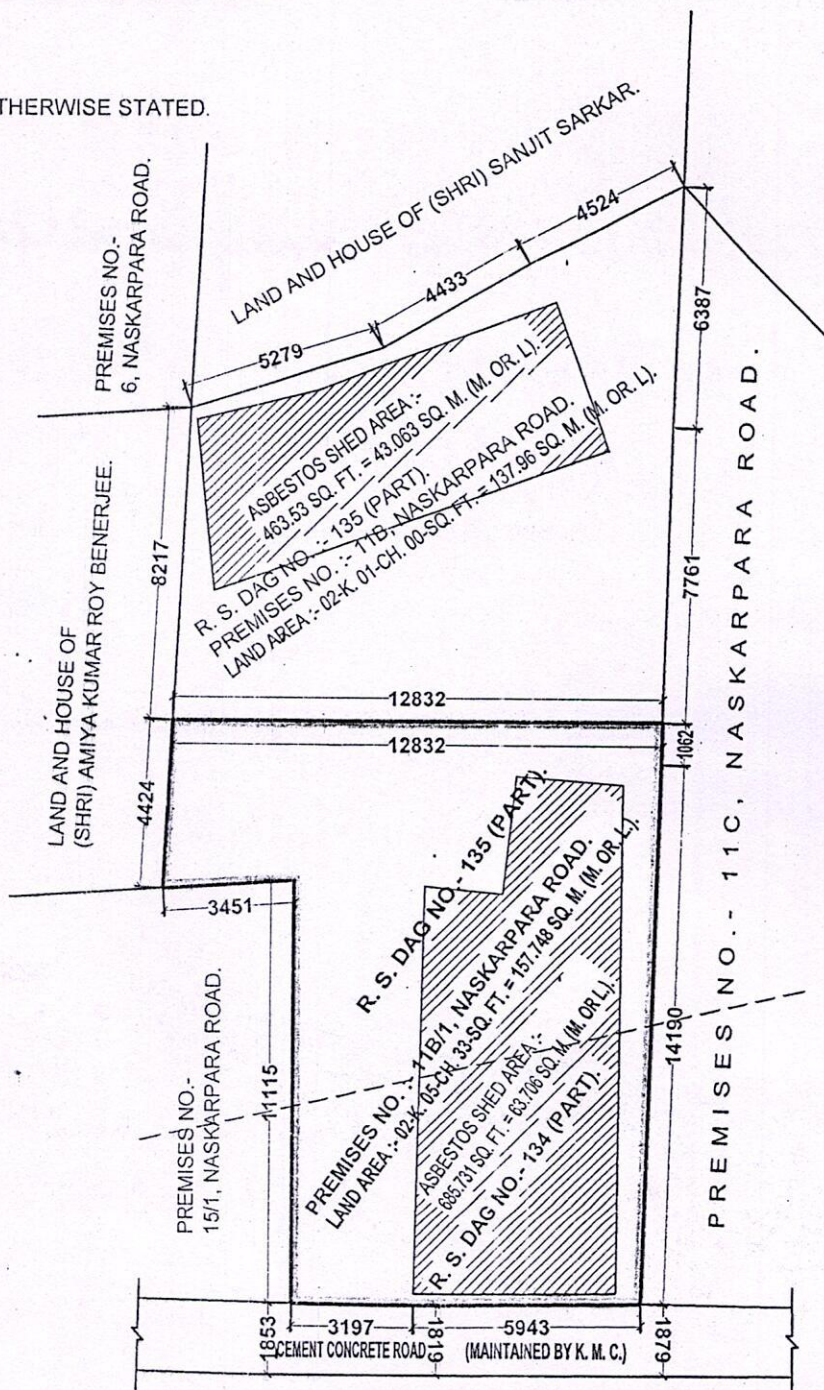 THERWISE STATED.
PREMISES NO.-
6, NASKARPARA ROAD.
LAND AND HOUSE OF (SHRI) SANJIT SARKAR.
5279
4433
4524
6387
ASBESTOS SHED AREA :-
463.53 SQ. FT. = 43.063 SQ. M. (M. OR. L).
R. S. DAG NO. :- 135 (PART).
PREMISES NO. :- 11B, NASKARPARA ROAD.
LAND AREA :- 02-K. 01-CH. 00-SQ. FT. = 137.96 SQ. M. (M. OR. L).
LAND AND HOUSE OF
(SHRI) AMIYA KUMAR ROY BENERJEE.
8217
7761
12832
12832
1062
4424
3451
R. S. DAG NO.- 135 (PART).
PREMISES NO. :- 11B/1, NASKARPARA ROAD.
LAND AREA :- 02-K. 05-CH. 33-SQ. FT. = 157.748 SQ. M. (M. OR. L.).
ASBESTOS SHED AREA :-
685.731 SQ. FT. = 63.706 SQ. M. (M. OR L).
R. S. DAG NO.- 134 (PART).
PREMISES NO.-
15/1, NASKARPARA ROAD.
11115
14190
PREMISES NO.- 11C, NASKARPARA ROAD.
1853
3197
1819
5943
1879
CEMENT CONCRETE ROAD (MAINTAINED BY K. M. C.)